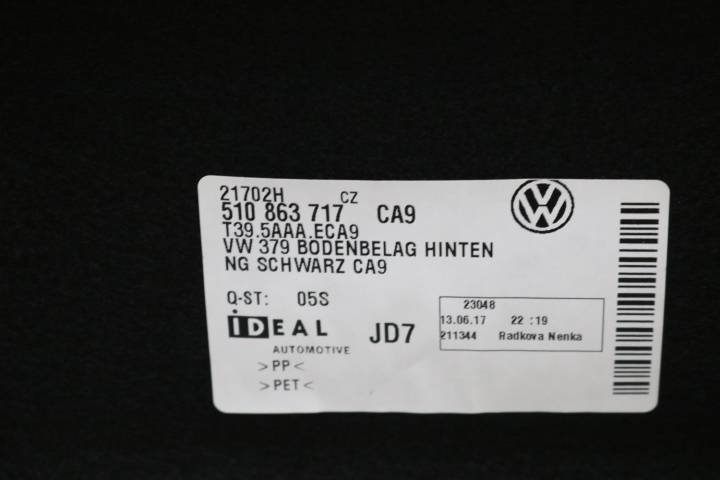 21702H CZ
510 863 717 CA9
T39.5AAA.ECA9
VW 379 BODENBELAG HINTEN
NG SCHWARZ CA9
Q-ST: 05S
IDEAL
AUTOMOTIVE
JD7
>PP<
>PET<
23048
13.06.17 22:19
211344 Radkova Nenka